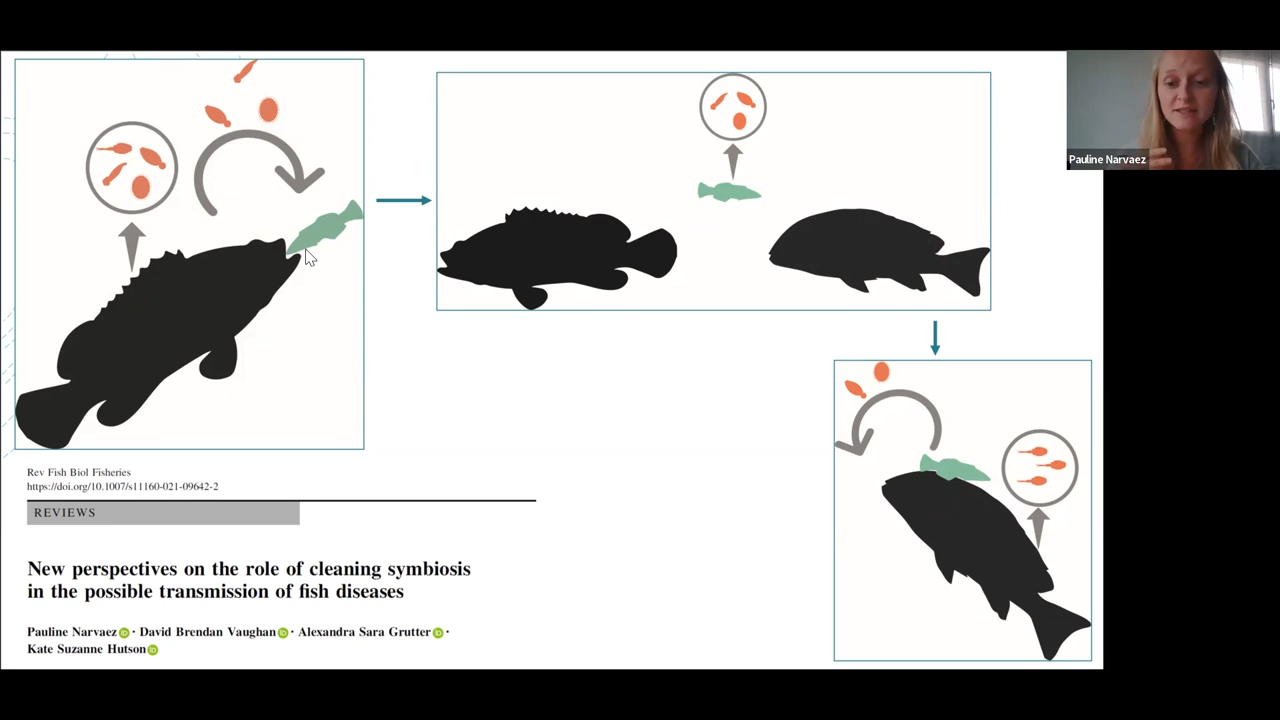 Pauline Narvaez
Rev Fish Biol Fisheries
https://doi.org/10.1007/s11160-021-09642-2
REVIEWS
New perspectives on the role of cleaning symbiosis
in the possible transmission of fish diseases
Pauline Narvaez · David Brendan Vaughan · Alexandra Sara Grutter ·
Kate Suzanne Hutson